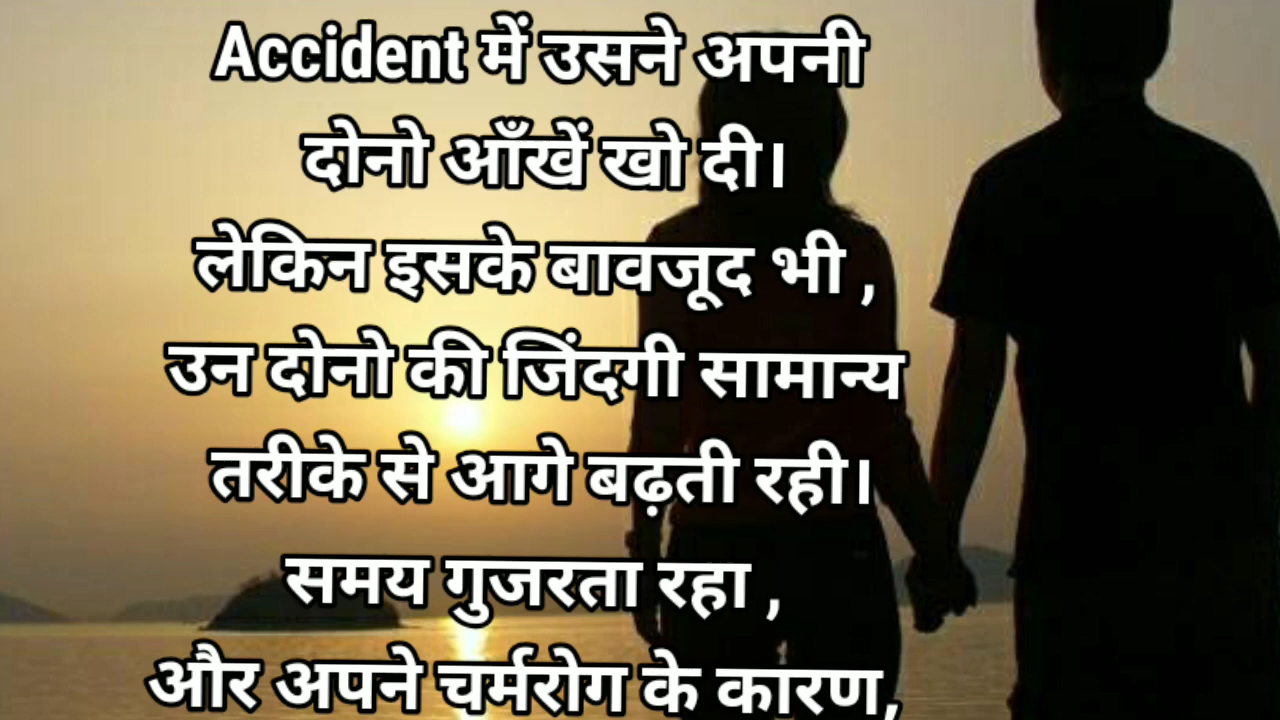 Accident में उसने अपनी
दोनो आँखें खो दी।
लेकिन इसके बावजूद भी ,
उन दोनो की जिंदगी सामान्य
तरीके से आगे बढ़ती रही।
समय गुजरता रहा ,
और अपने चर्मरोग के कारण,